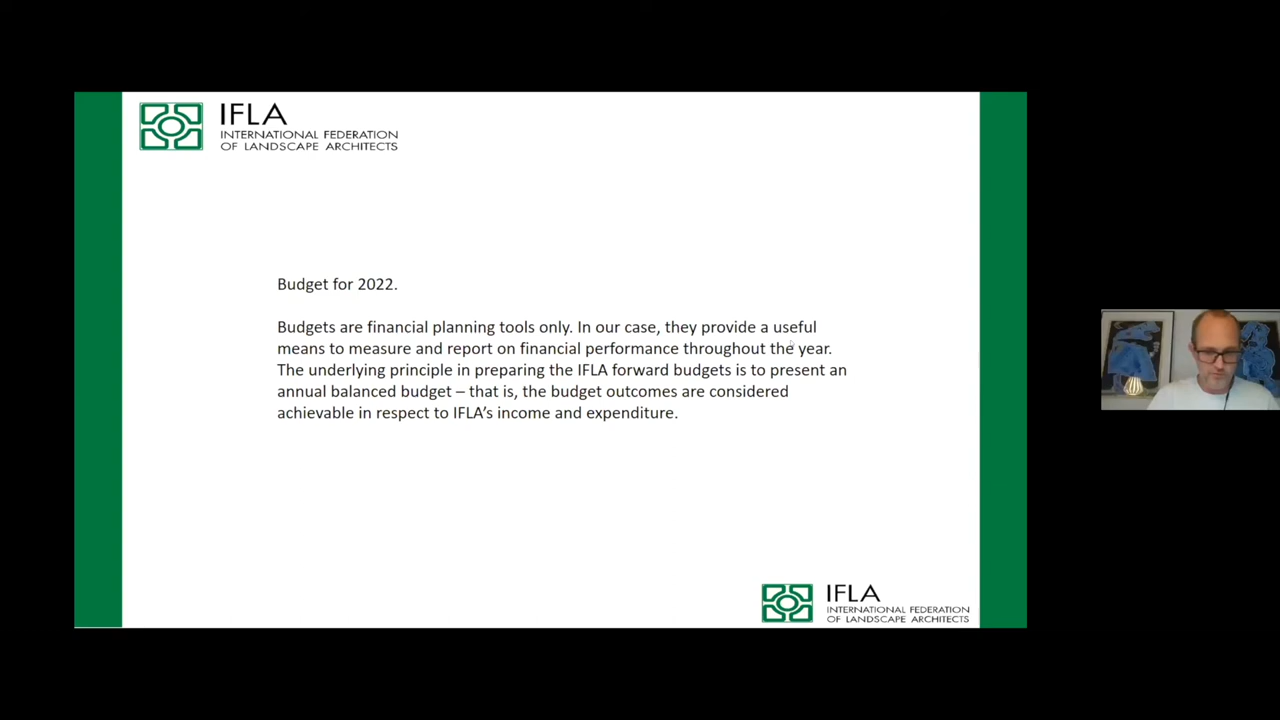 IFLA
INTERNATIONAL FEDERATION
OF LANDSCAPE ARCHITECTS
Budget for 2022.
Budgets are financial planning tools only. In our case, they provide a useful
means to measure and report on financial performance throughout the year.
The underlying principle in preparing the IFLA forward budgets is to present an
annual balanced budget – that is, the budget outcomes are considered
achievable in respect to IFLA’s income and expenditure.
IFLA
INTERNATIONAL FEDERATION
OF LANDSCAPE ARCHITECTS